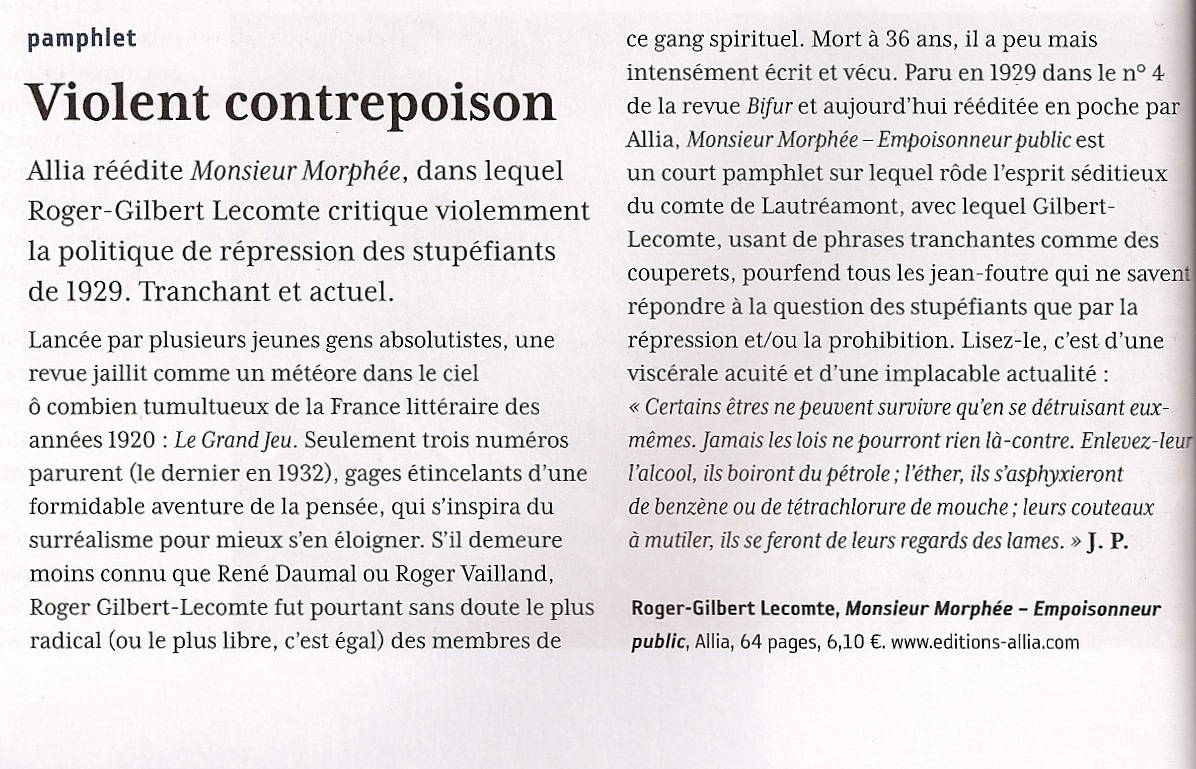 pamphlet
Violent contrepoison
Allia réédite Monsieur Morphée, dans lequel
Roger-Gilbert Lecomte critique violemment
la politique de répression des stupéfiants
de 1929. Tranchant et actuel.
Lancée par plusieurs jeunes gens absolutistes, une
revue jaillit comme un météore dans le ciel
ô combien tumultueux de la France littéraire des
années 1920 : Le Grand Jeu. Seulement trois numéros
parurent (le dernier en 1932), gages étincelants d'une
formidable aventure de la pensée, qui s'inspira du
surréalisme pour mieux s'en éloigner. S'il demeure
moins connu que René Daumal ou Roger Vailland,
Roger Gilbert-Lecomte fut pourtant sans doute le plus
radical (ou le plus libre, c'est égal) des membres de
ce gang spirituel. Mort à 36 ans, il a peu mais
intensément écrit et vécu. Paru en 1929 dans le n° 4
de la revue Bifur et aujourd'hui rééditée en poche par
Allia, Monsieur Morphée – Empoisonneur public est
un court pamphlet sur lequel rôde l'esprit séditieux
du comte de Lautréamont, avec lequel Gilbert-
Lecomte, usant de phrases tranchantes comme des
couperets, pourfend tous les jean-foutre qui ne savent
répondre à la question des stupéfiants que par la
répression et/ou la prohibition. Lisez-le, c'est d'une
viscérale acuité et d'une implacable actualité :
« Certains êtres ne peuvent survivre qu'en se détruisant eux-
mêmes. Jamais les lois ne pourront rien là-contre. Enlevez-leur
l'alcool, ils boiront du pétrole ; l'éther, ils s'asphyxieront
de benzène ou de tétrachlorure de mouche ; leurs couteaux
à mutiler, ils se feront de leurs regards des lames. » J. P.
Roger-Gilbert Lecomte, Monsieur Morphée – Empoisonneur
public, Allia, 64 pages, 6,10 €. www.editions-allia.com